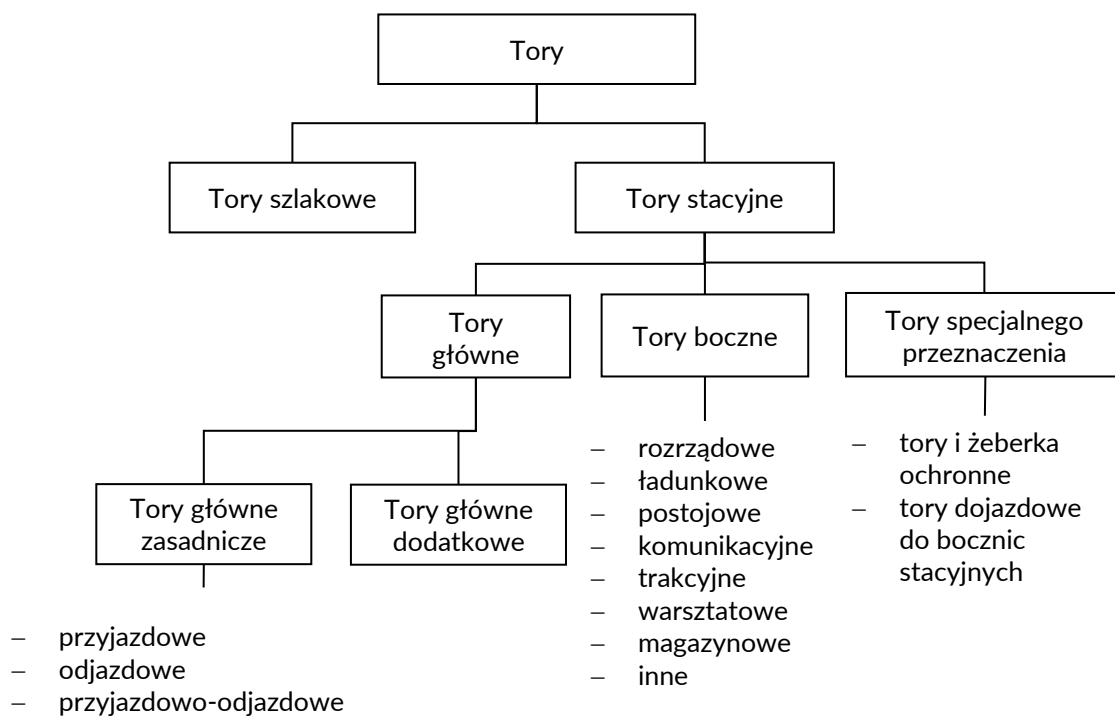 Tory
Tory szlakowe
Tory stacyjne
Tory
główne
Tory boczne
Tory specjalnego
przeznaczenia
Tory główne
zasadnicze
Tory główne
dodatkowe
– rozrządowe
– ładunkowe
– postojowe
– komunikacyjne
– trakcyjne
– warsztatowe
– magazynowe
– inne
– tory i żeberka
ochronne
– tory dojazdowe
do bocznic
stacyjnych
– przyjazdowe
– odjazdowe
– przyjazdowo-odjazdowe